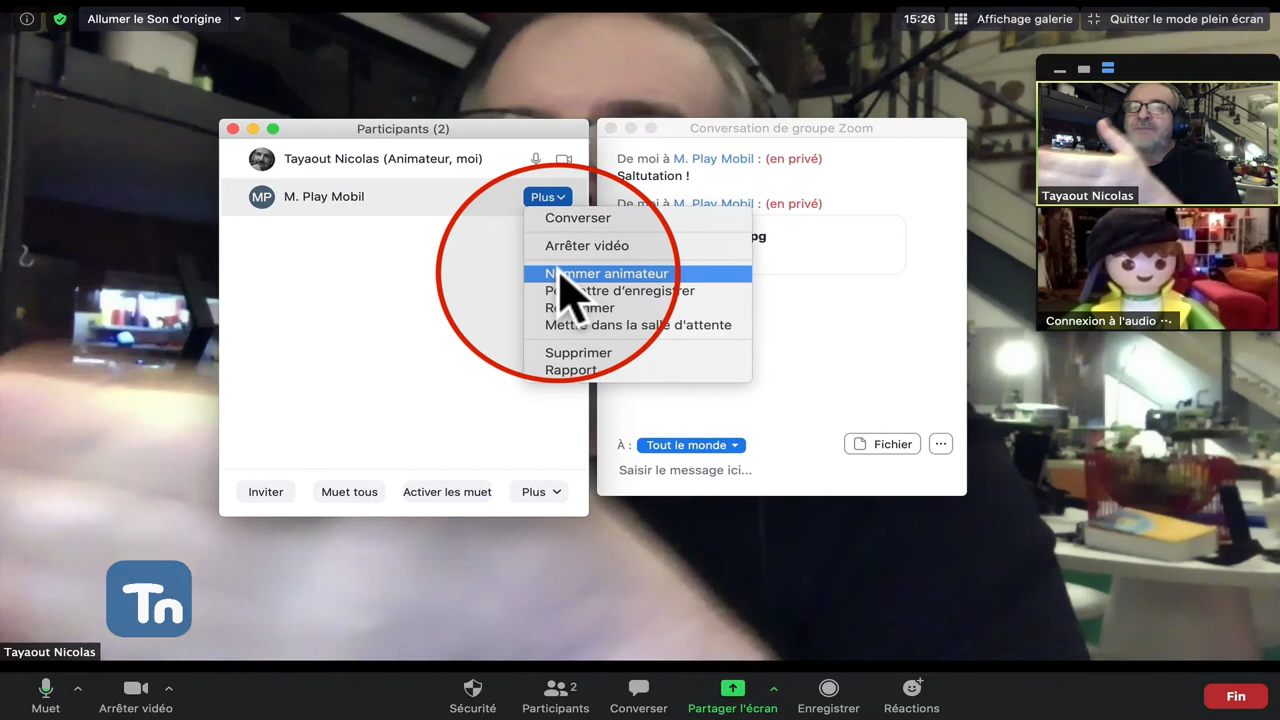 Allumer le Son d'origine
15:26
Affichage galerie
Quitter le mode plein écran
Participants (2)
Tayaout Nicolas (Animateur, moi)
MP
M. Play Mobil
Plus
Converser
Arrêter vidéo
Nommer animateur
d'enregistrer
Mettre dans la salle d'attente
Supprimer
Rapport
Inviter
Muet tous
Activer les muet
Plus
Conversation de groupe Zoom
De moi à M. Play Mobil : (en privé)
Saltutation !
De moi à M. Play Mobil : (en privé)
pg
À :
Tout le monde
Fichier
Saisir le message ici...
Tayaout Nicolas
Connexion à l'audio
Tn
Tayaout Nicolas
Muet
Arrêter vidéo
Sécurité
2
Participants
Converser
Partager l'écran
Enregistrer
Réactions
Fin